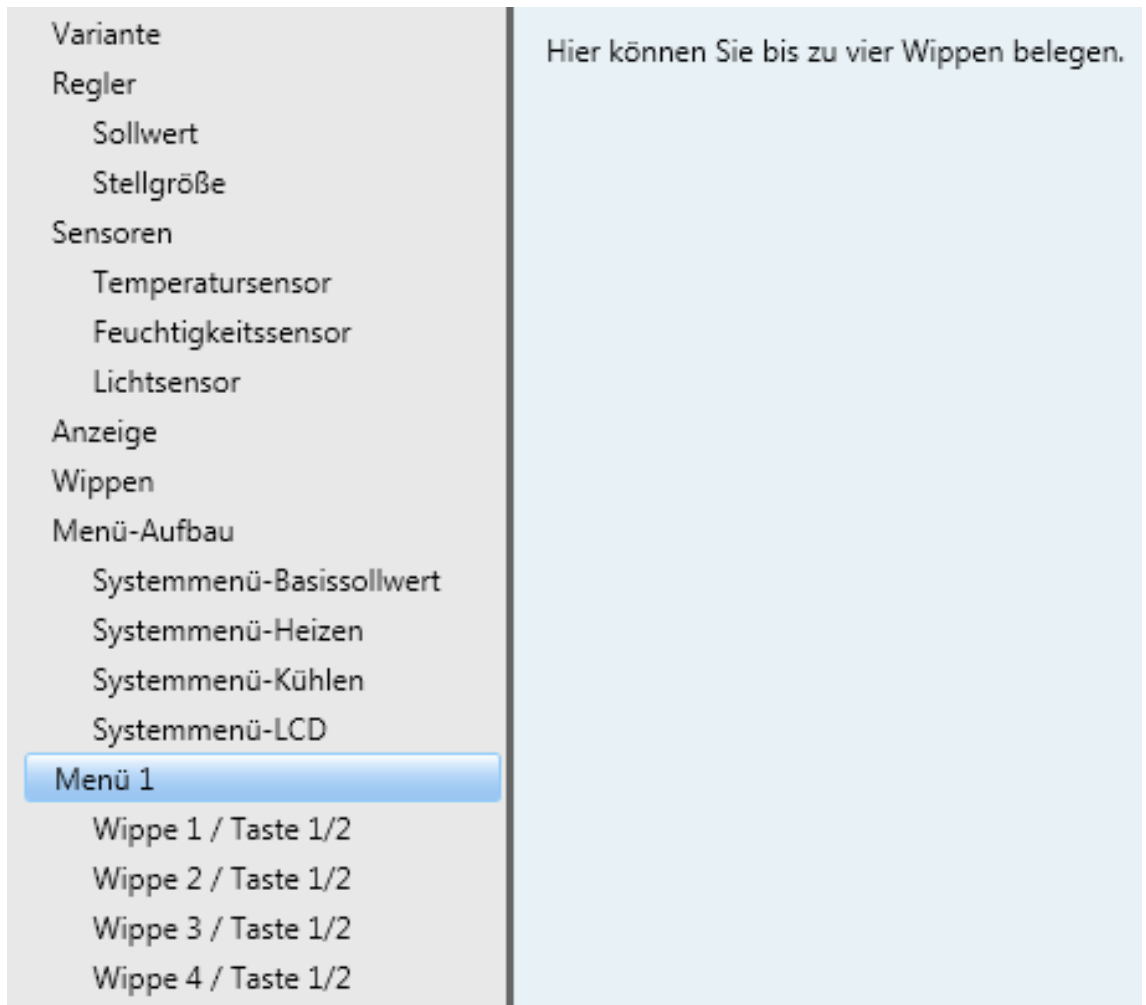 Variante
Regler
Sollwert
Stellgröße
Sensoren
Temperatursensor
Feuchtigkeitssensor
Lichtsensor
Anzeige
Wippen
Menü-Aufbau
Systemmenü-Basissollwert
Systemmenü-Heizen
Systemmenü-Kühlen
Systemmenü-LCD
Menü 1
Wippe 1 / Taste 1/2
Wippe 2 / Taste 1/2
Wippe 3 / Taste 1/2
Wippe 4 / Taste 1/2
Hier können Sie bis zu vier Wippen belegen.